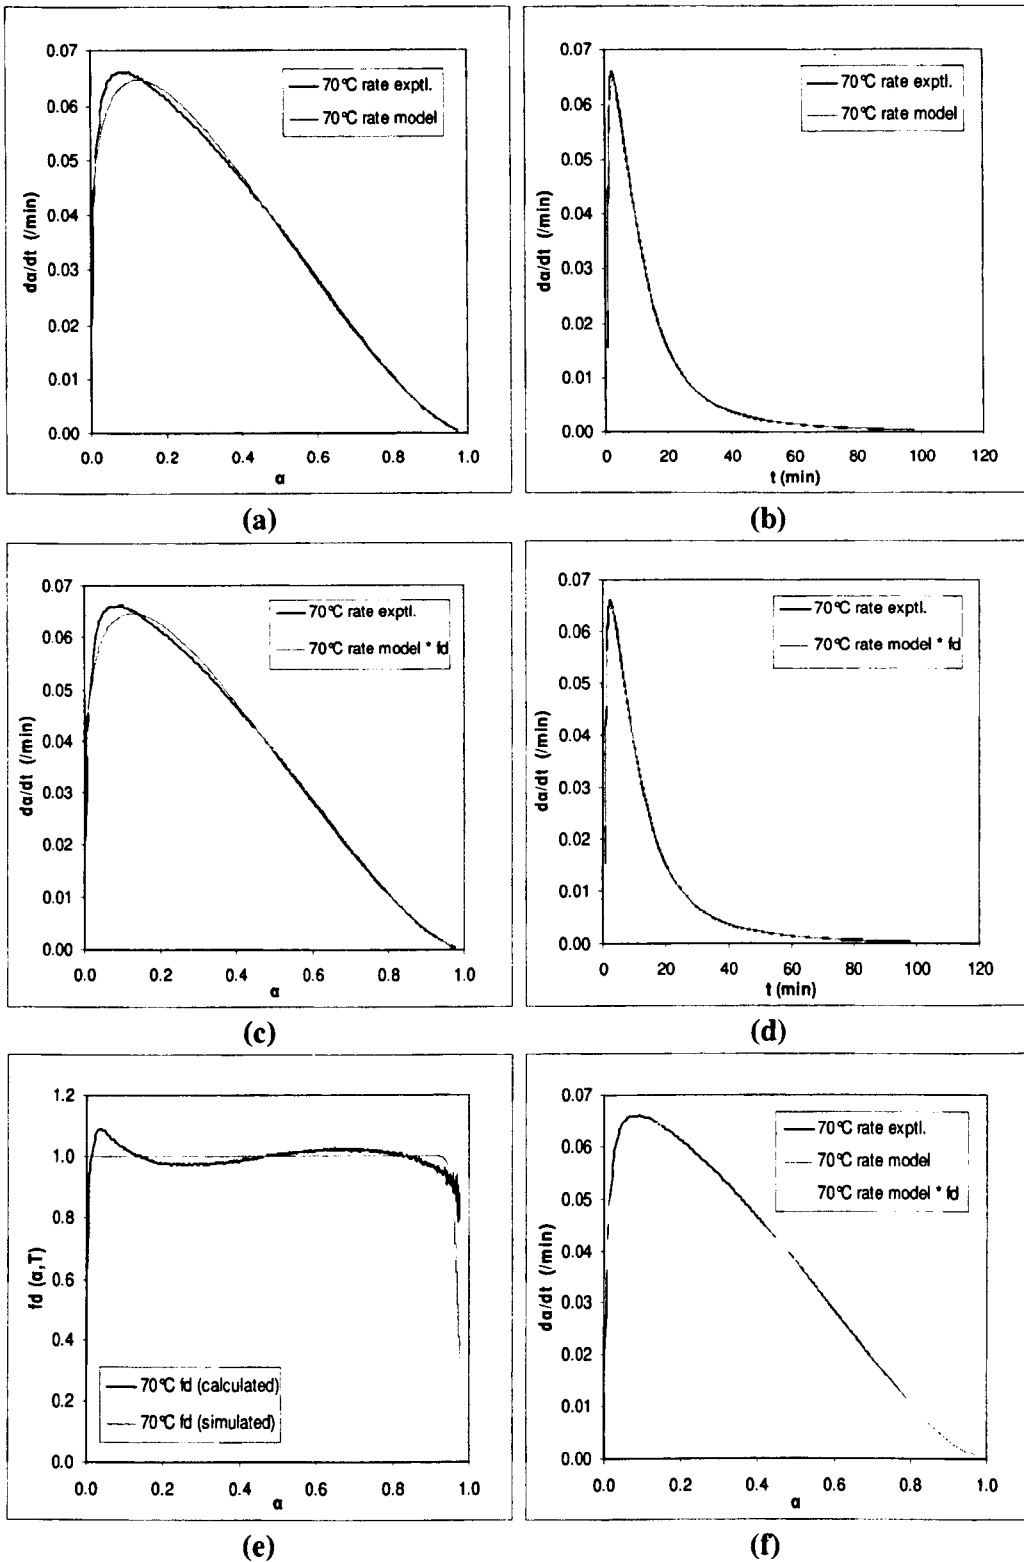 0.07
0.06
0.05
0.04
0.03
0.02
0.01
0.00
dα/dt (/min)
70°C rate exptl.
70°C rate model
0.0 0.2 0.4 0.6 0.8 1.0
α
(a)
0.07
0.06
0.05
0.04
0.03
0.02
0.01
0.00
dα/dt (/min)
70°C rate exptl.
70°C rate model
0 20 40 60 80 100 120
t (min)
(b)
0.07
0.06
0.05
0.04
0.03
0.02
0.01
0.00
dα/dt (/min)
70°C rate exptl.
70°C rate model * fd
0.0 0.2 0.4 0.6 0.8 1.0
α
(c)
0.07
0.06
0.05
0.04
0.03
0.02
0.01
0.00
dα/dt (/min)
70°C rate exptl.
70°C rate model * fd
0 20 40 60 80 100 120
t (min)
(d)
1.2
1.0
0.8
0.6
0.4
0.2
0.0
fd (α,T)
70°C fd (calculated)
70°C fd (simulated)
0.0 0.2 0.4 0.6 0.8 1.0
α
(e)
0.07
0.06
0.05
0.04
0.03
0.02
0.01
0.00
dα/dt (/min)
70°C rate exptl.
70°C rate model
70°C rate model * fd
0.0 0.2 0.4 0.6 0.8 1.0
α
(f)